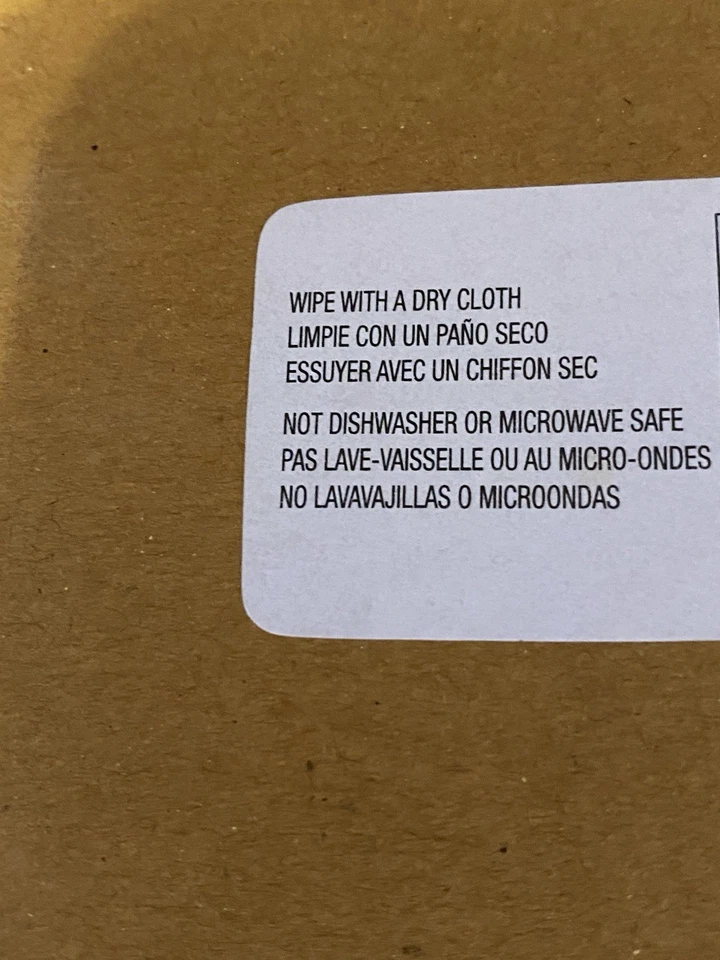 WIPE WITH A DRY CLOTH
LIMPIE CON UN PAÑO SECO
ESSUYER AVEC UN CHIFFON SEC
NOT DISHWASHER OR MICROWAVE SAFE
PAS LAVE-VAISSELLE OU AU MICRO-ONDES
NO LAVAVAJILLAS O MICROONDAS